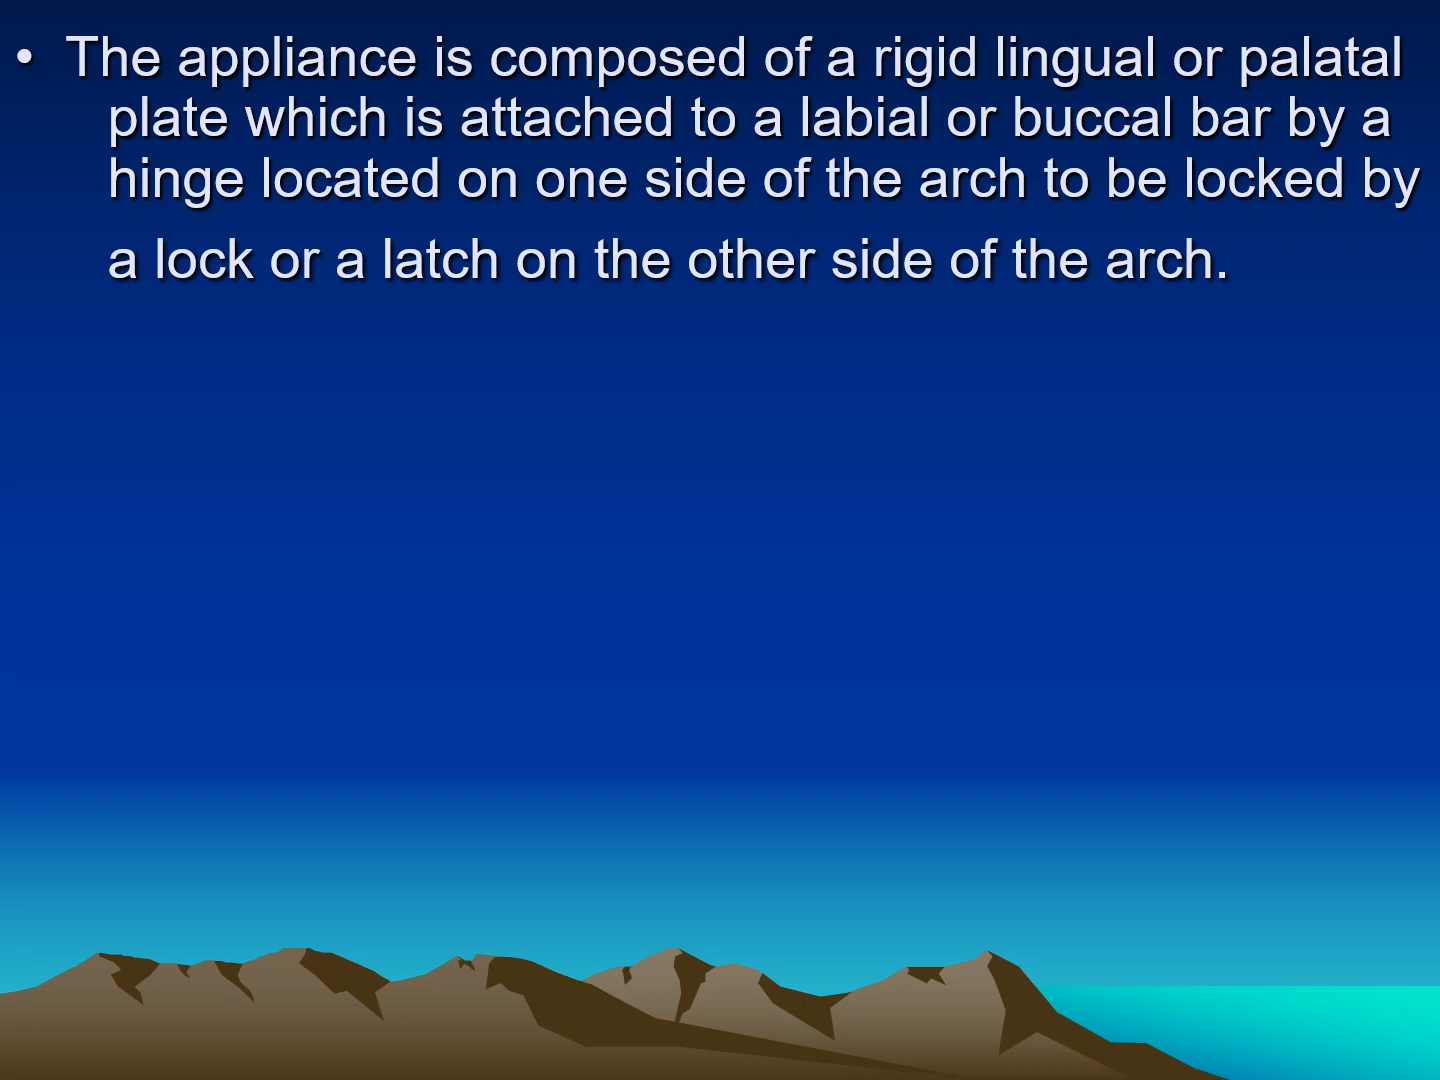 • The appliance is composed of a rigid lingual or palatal
plate which is attached to a labial or buccal bar by a
hinge located on one side of the arch to be locked by
a lock or a latch on the other side of the arch.